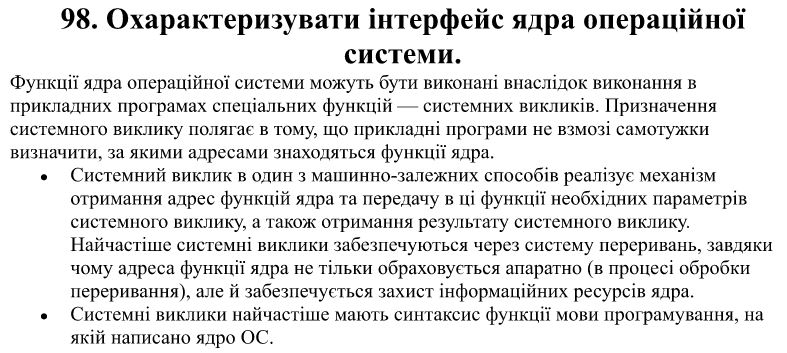 98. Охарактеризувати інтерфейс ядра операційної
системи.
Функції ядра операційної системи можуть бути виконані внаслідок виконання в
прикладних програмах спеціальних функцій — системних викликів. Призначення
системного виклику полягає в тому, що прикладні програми не взмозі самотужки
визначити, за якими адресами знаходяться функції ядра.
• Системний виклик в один з машинно-залежних способів реалізує механізм
отримання адрес функцій ядра та передачу в ці функції необхідних параметрів
системного виклику, а також отримання результату системного виклику.
Найчастіше системні виклики забезпечуються через систему переривань, завдяки
чому адреса функції ядра не тільки обраховується апаратно (в процесі обробки
переривання), але й забезпечується захист інформаційних ресурсів ядра.
• Системні виклики найчастіше мають синтаксис функції мови програмування, на
якій написано ядро ОС.